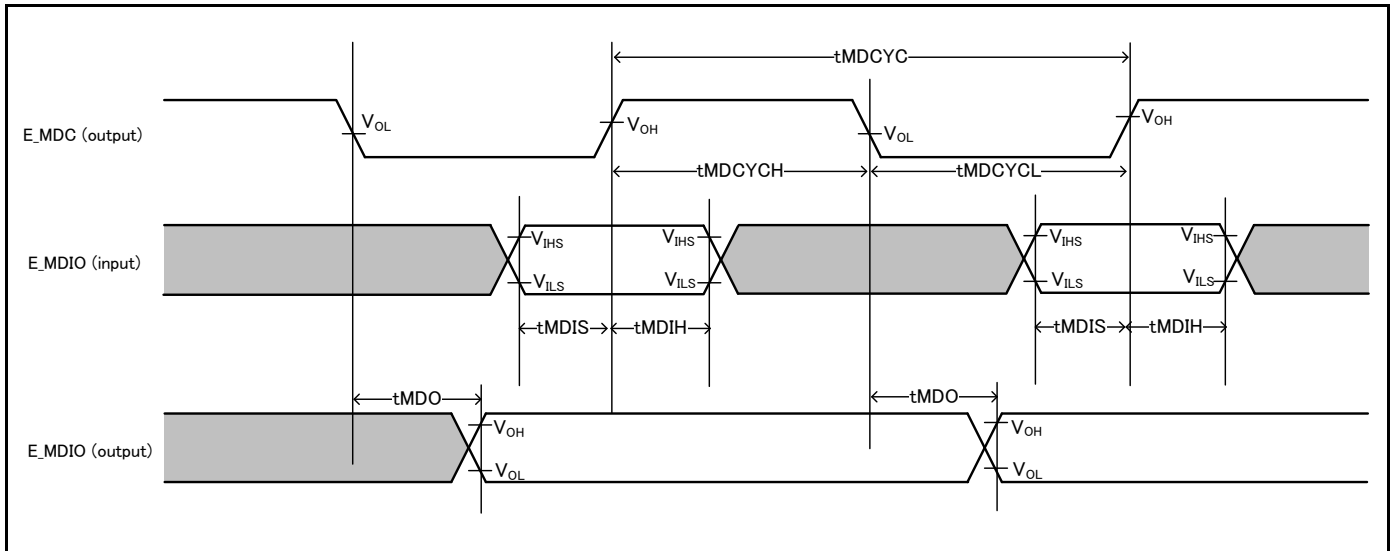 tMDCYC
E_MDC (output)
VOL
VOH
VOL
VOH
tMDCYCH
tMDCYCL
E_MDIO (input)
VIHS
VIHS
VIHS
VIHS
VILS
VILS
VILS
VILS
tMDIS
tMDIH
tMDIS
tMDIH
tMDO
tMDO
E_MDIO (output)
VOH
VOH
VOL
VOL